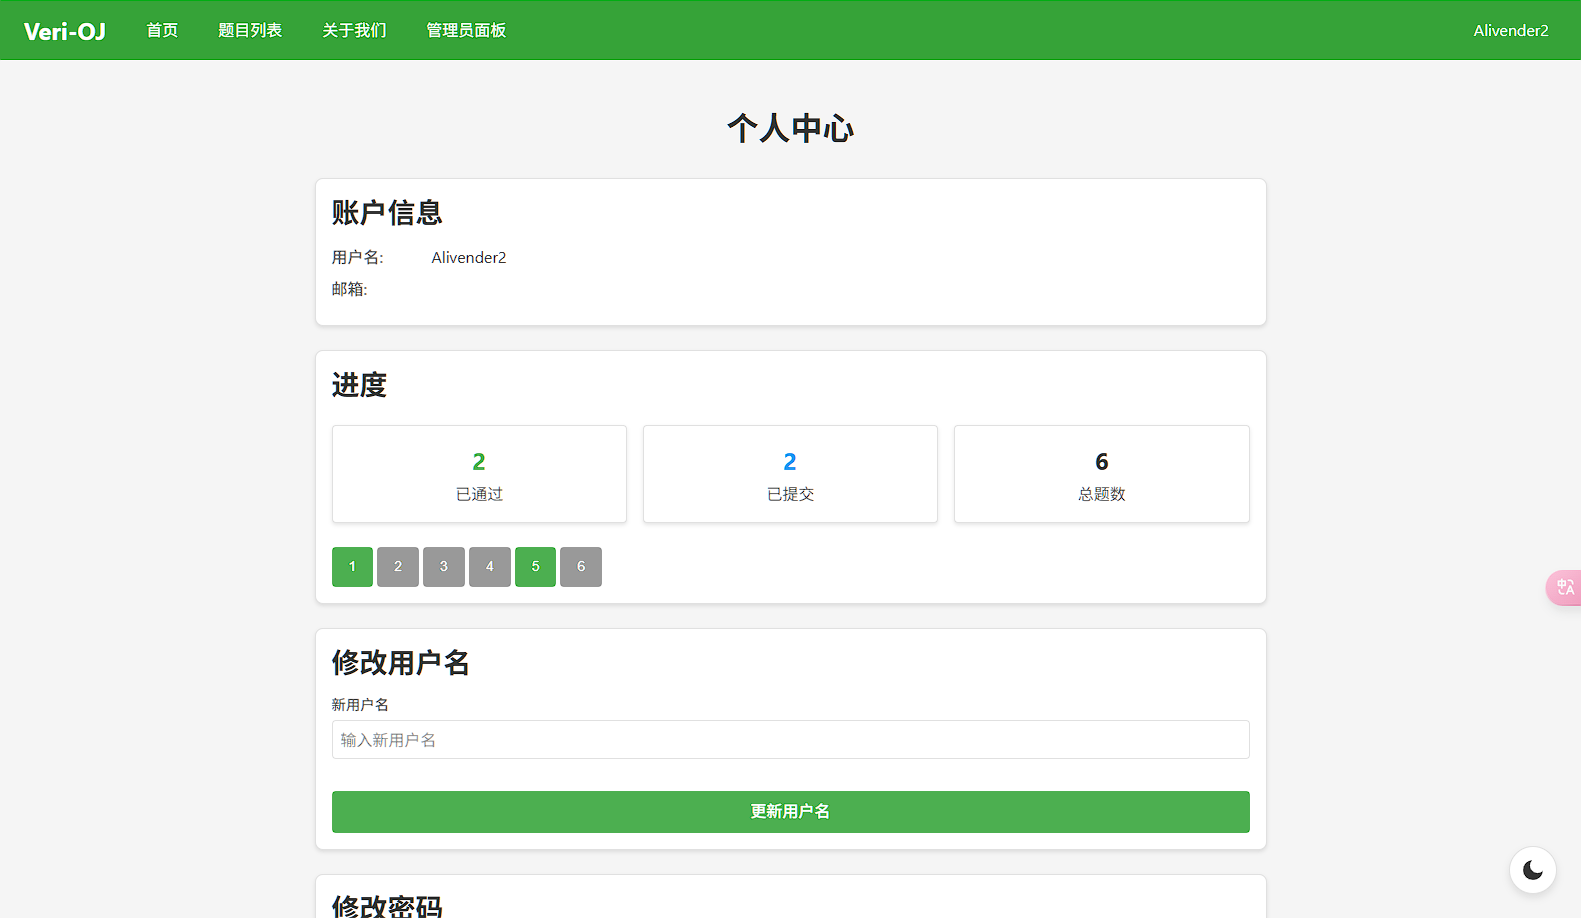 Veri-OJ 首页 题目列表 关于我们 管理员面板 Alivender2
个人中心
账户信息
用户名: Alivender2
邮箱:
进度
2 2 6
已通过 已提交 总题数
1 2 3 4 5 6
中A
修改用户名
新用户名
输入新用户名
更新用户名
修改密码